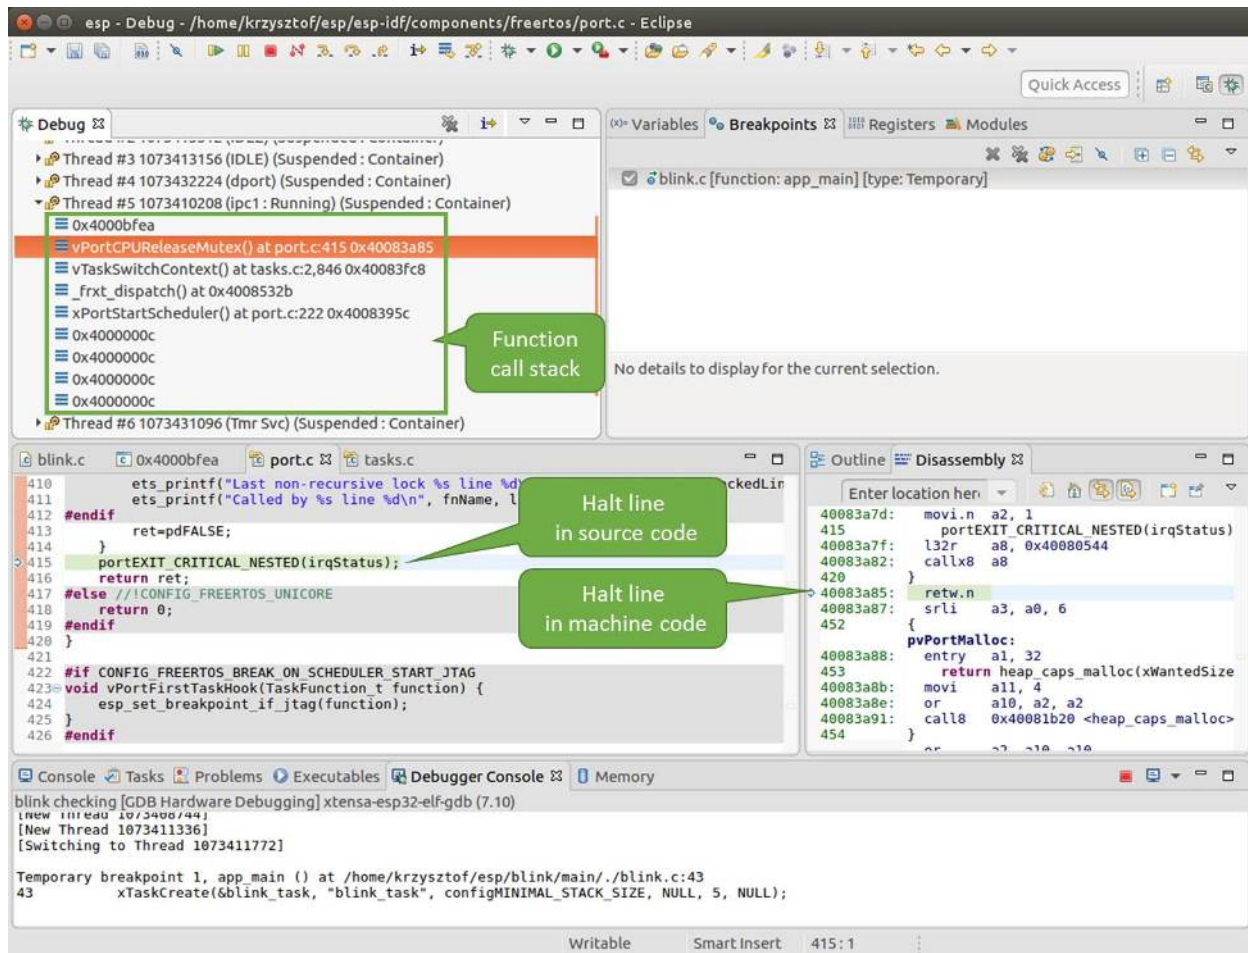 esp - Debug - /home/krzysztof/esp/esp-idf/components/freertos/port.c - Eclipse
Quick Access
Debug
Thread #3 1073413156 (IDLE) (Suspended : Container)
Thread #4 1073432224 (dport) (Suspended : Container)
Thread #5 1073410208 (ipc1 : Running) (Suspended : Container)
0x4000bfea
vPortCPUReleaseMutex() at port.c:415 0x40083a85
vTaskSwitchContext() at tasks.c:2,846 0x40083fc8
_frxt_dispatch() at 0x4008532b
xPortStartScheduler() at port.c:222 0x4008395c
0x4000000c
0x4000000c
0x4000000c
0x4000000c
Thread #6 1073431096 (Tmr Svc) (Suspended : Container)
Function
call stack
(x)= Variables Breakpoints Registers Modules
blink.c [function: app_main] [type: Temporary]
No details to display for the current selection.
blink.c 0x4000bfea port.c tasks.c
410 ets_printf("Last non-recursive lock %s line %d ckedLin
411 ets_printf("Called by %s line %d\n", fnName, l
412 #endif
413 ret=pdFALSE;
414 }
415 portEXIT_CRITICAL_NESTED(irqStatus);
416 return ret;
417 #else //!CONFIG_FREERTOS_UNICORE
418 return 0;
419 #endif
420 }
421
422 #if CONFIG_FREERTOS_BREAK_ON_SCHEDULER_START_JTAG
423 void vPortFirstTaskHook(TaskFunction_t function) {
424 esp_set_breakpoint_if_jtag(function);
425 }
426 #endif
Halt line
in source code
Halt line
in machine code
Outline Disassembly
Enter location her
40083a7d: movi.n a2, 1
415 portEXIT_CRITICAL_NESTED(irqStatus)
40083a7f: l32r a8, 0x40080544
40083a82: callx8 a8
420 }
40083a85: retw.n
40083a87: srli a3, a0, 6
452 {
pvPortMalloc:
40083a88: entry a1, 32
453 return heap_caps_malloc(xWantedSize
40083a8b: movi a11, 4
40083a8e: or a10, a2, a2
40083a91: call8 0x40081b20 <heap_caps_malloc>
454 }
Console Tasks Problems Executables Debugger Console Memory
blink checking [GDB Hardware Debugging] xtensa-esp32-elf-gdb (7.10)
[New Thread 1073408744]
[New Thread 1073411336]
[Switching to Thread 1073411772]
Temporary breakpoint 1, app_main () at /home/krzysztof/esp/blink/main/./blink.c:43
43 xTaskCreate(&blink_task, "blink_task", configMINIMAL_STACK_SIZE, NULL, 5, NULL);
Writable Smart Insert 415 : 1